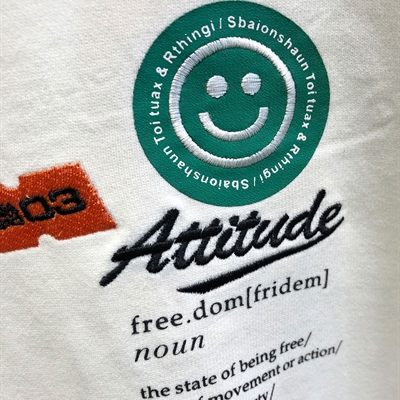 Toi tuax & Rthingi / Sbaionshaun Toi tuax & Rthingi / Sbaionshaun
03
Attitude
free.dom[fridem]
noun
the state of being free/
movement or action/